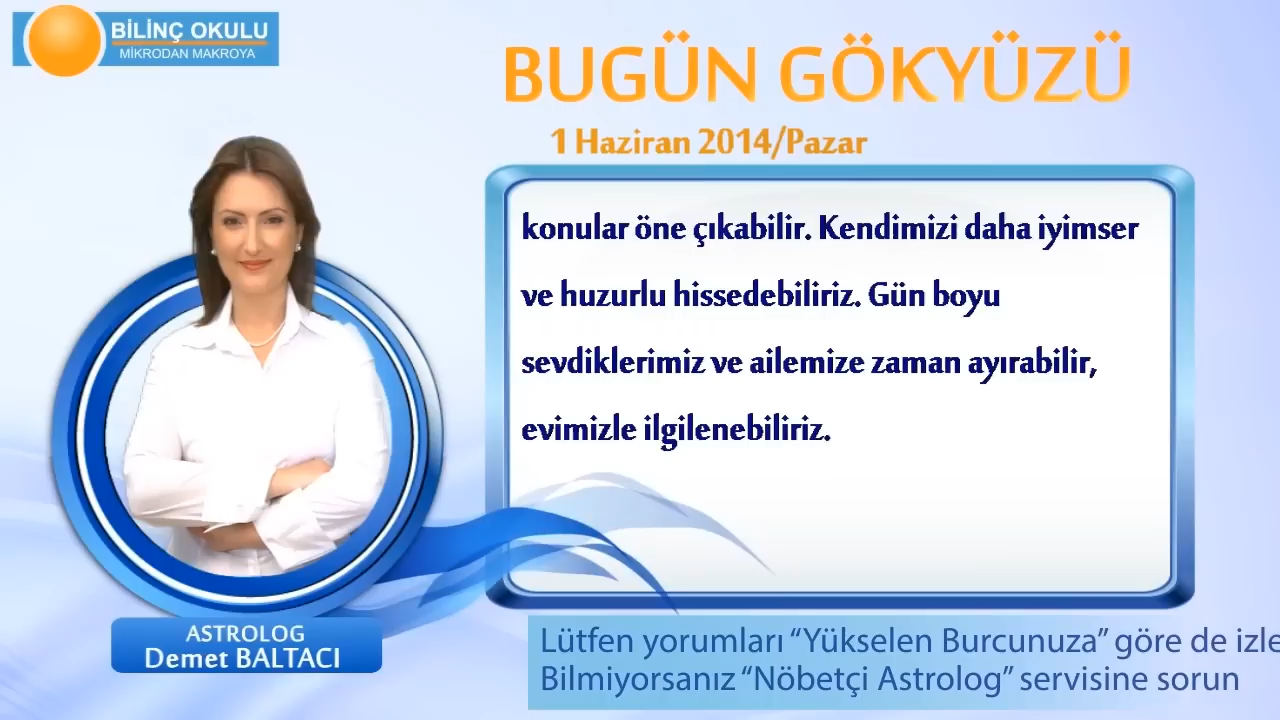 BİLİNÇ OKULU
MİKRODAN MAKROYA
BUGÜN GÖKYÜZÜ
1 Haziran 2014/Pazar
konular öne çıkabilir. Kendimizi daha iyimser
ve huzurlu hissedebiliriz. Gün boyu
sevdiklerimiz ve ailemize zaman ayırabilir,
evimizle ilgilenebiliriz.
ASTROLOG
Demet BALTACI
Lütfen yorumları “Yükselen Burcunuza” göre de izle
Bilmiyorsanız “Nöbetçi Astrolog” servisine sorun